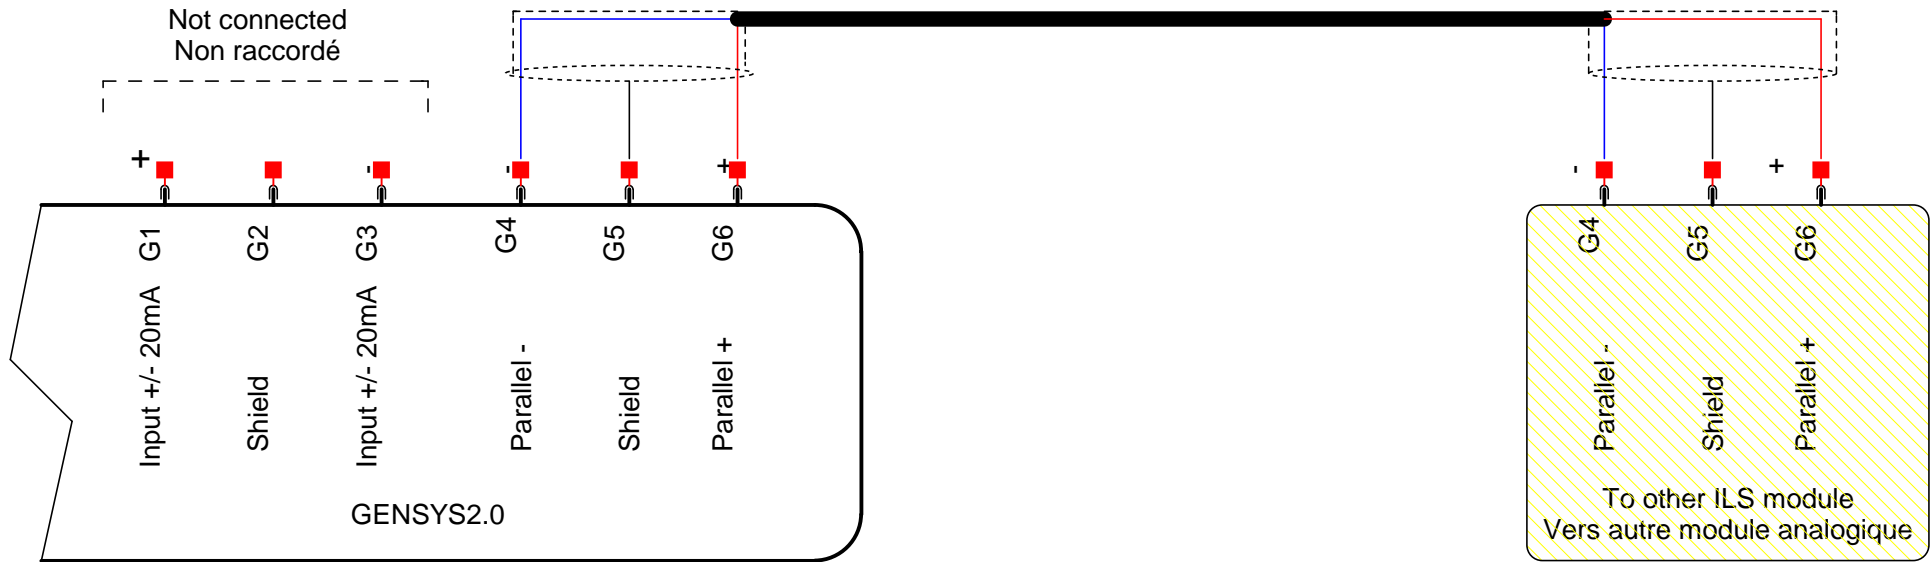 Not connected
Non raccordé
+
-
-
+
-
+
G1
G2
G3
G4
G5
G6
G4
G5
G6
Input +/- 20mA
Shield
Input +/- 20mA
Parallel -
Shield
Parallel +
Parallel -
Shield
Parallel +
GENSYS2.0
To other ILS module
Vers autre module analogique